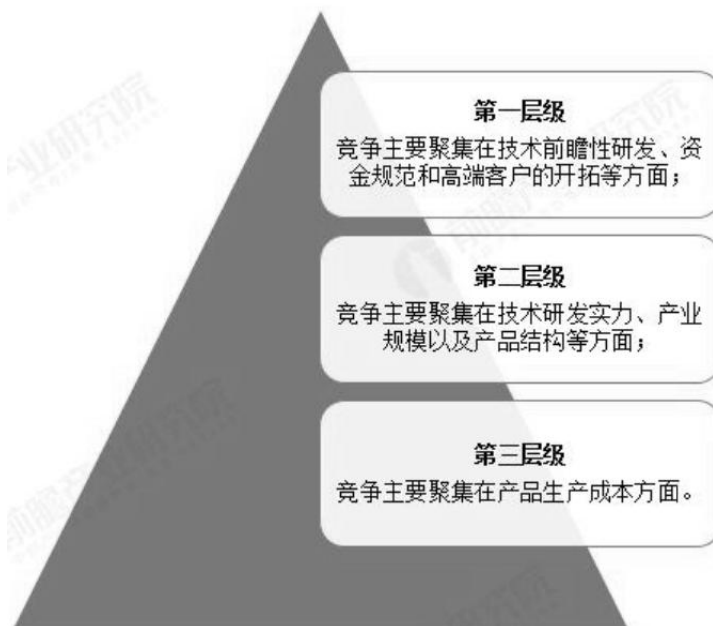 第一层级
竞争主要聚集在技术前瞻性研发、资
金规范和高端客户的开拓等方面；
第二层级
竞争主要聚集在技术研发实力、产业
规模以及产品结构等方面；
第三层级
竞争主要聚集在产品生产成本方面。